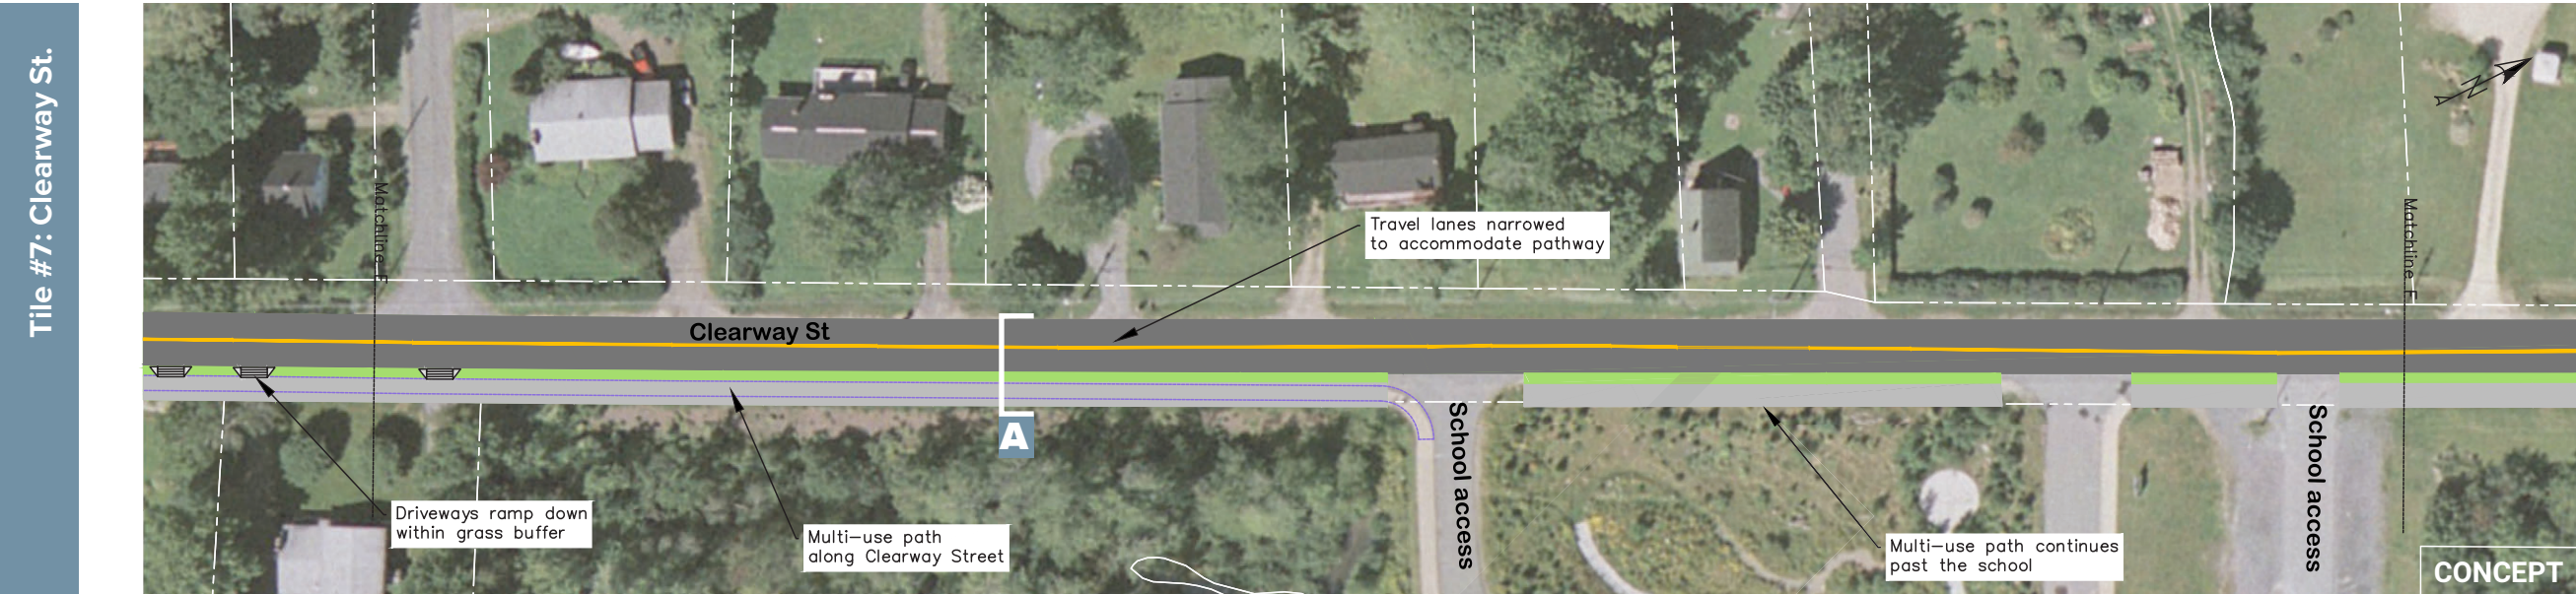 Tile #7: Clearway St.
Matchline E
Travel lanes narrowed
to accommodate pathway
N
Matchline F
Clearway St
A
School access
School access
Driveways ramp down
within grass buffer
Multi-use path
along Clearway Street
Multi-use path continues
past the school
CONCEPT